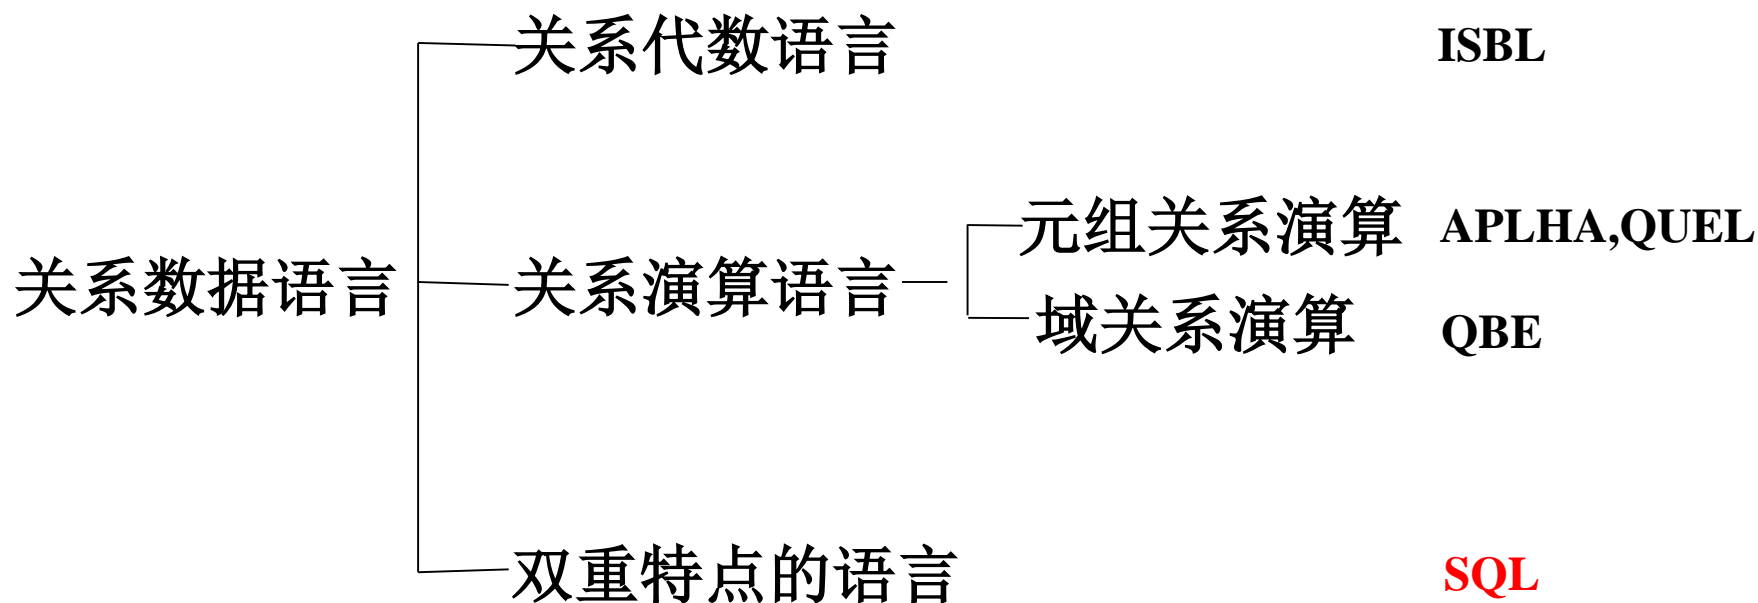 关系代数语言 ISBL
元组关系演算 APLHA,QUEL
关系数据语言 关系演算语言
域关系演算 QBE
双重特点的语言 SQL